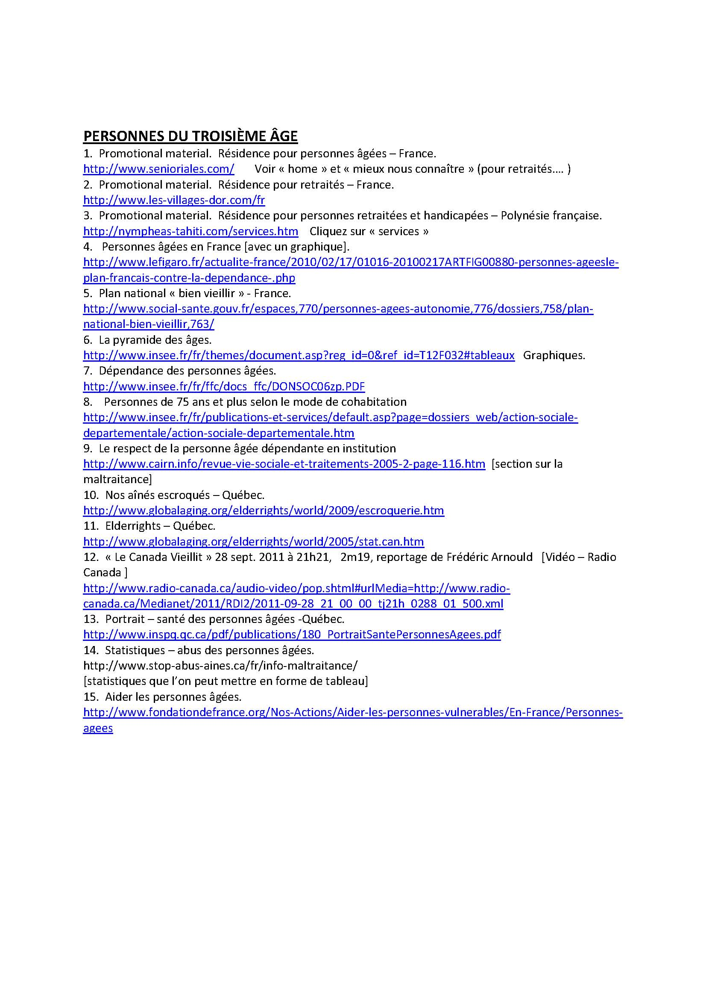 PERSONNES DU TROISIÈME ÂGE
1. Promotional material. Résidence pour personnes âgées – France.
http://www.senioriales.com/ Voir « home » et « mieux nous connaître » (pour retraités.... )
2. Promotional material. Résidence pour retraités – France.
http://www.les-villages-dor.com/fr
3. Promotional material. Résidence pour personnes retraitées et handicapées – Polynésie française.
http://nympheas-tahiti.com/services.htm Cliquez sur « services »
4. Personnes âgées en France [avec un graphique].
http://www.lefigaro.fr/actualite-france/2010/02/17/01016-20100217ARTFIG00880-personnes-ageesle-
plan-francais-contre-la-dependance-.php
5. Plan national « bien vieillir » - France.
http://www.social-sante.gouv.fr/espaces,770/personnes-agees-autonomie,776/dossiers,758/plan-
national-bien-vieillir,763/
6. La pyramide des âges.
http://www.insee.fr/fr/themes/document.asp?reg_id=0&ref_id=T12F032#tableaux Graphiques.
7. Dépendance des personnes âgées.
http://www.insee.fr/fr/ffc/docs_ffc/DONSOC06zp.PDF
8. Personnes de 75 ans et plus selon le mode de cohabitation
http://www.insee.fr/fr/publications-et-services/default.asp?page=dossiers_web/action-sociale-
departementale/action-sociale-departementale.htm
9. Le respect de la personne âgée dépendante en institution
http://www.cairn.info/revue-vie-sociale-et-traitements-2005-2-page-116.htm [section sur la
maltraitance]
10. Nos aînés escroqués – Québec.
http://www.globalaging.org/elderrights/world/2009/escroquerie.htm
11. Elderrights – Québec.
http://www.globalaging.org/elderrights/world/2005/stat.can.htm
12. « Le Canada Vieillit » 28 sept. 2011 à 21h21, 2m19, reportage de Frédéric Arnould [Vidéo – Radio
Canada ]
http://www.radio-canada.ca/audio-video/pop.shtml#urlMedia=http://www.radio-
canada.ca/Medianet/2011/RDI2/2011-09-28_21_00_00_tj21h_0288_01_500.xml
13. Portrait – santé des personnes âgées -Québec.
http://www.inspq.qc.ca/pdf/publications/180_PortraitSantePersonnesAgees.pdf
14. Statistiques – abus des personnes âgées.
http://www.stop-abus-aines.ca/fr/info-maltraitance/
[statistiques que l’on peut mettre en forme de tableau]
15. Aider les personnes âgées.
http://www.fondationdefrance.org/Nos-Actions/Aider-les-personnes-vulnerables/En-France/Personnes-
agees